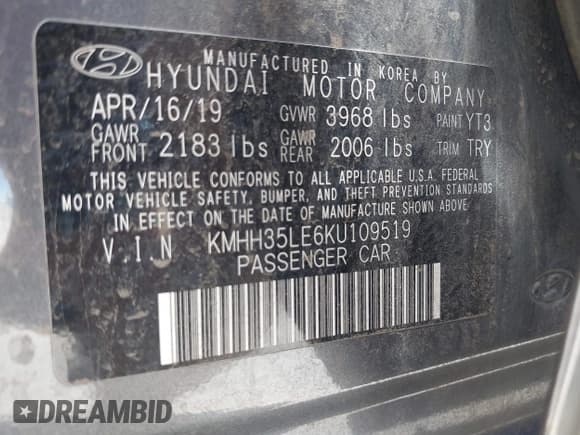 MANUFACTURED IN KOREA BY
HYUNDAI MOTOR COMPANY
APR/16/19 GVWR 3968 lbs PAINT YT3
GAWR FRONT 2183 lbs GAWR REAR 2006 lbs TRIM TRY
THIS VEHICLE CONFORMS TO ALL APPLICABLE U.S.A. FEDERAL
MOTOR VEHICLE SAFETY, BUMPER, AND THEFT PREVENTION STANDARDS
IN EFFECT ON THE DATE OF MANUFACTURE SHOWN ABOVE
V.I.N KMHH35LE6KU109519
PASSENGER CAR
DREAMBID